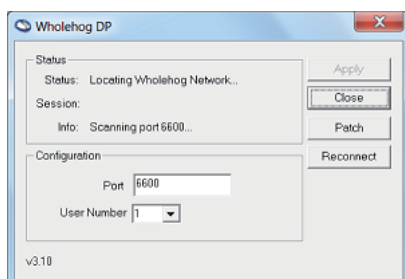 Wholehog DP
Status
Status: Locating Wholehog Network...
Apply
Session:
Close
Info: Scanning port 6600...
Patch
Configuration
Reconnect
Port 6600
User Number 1
v3.10